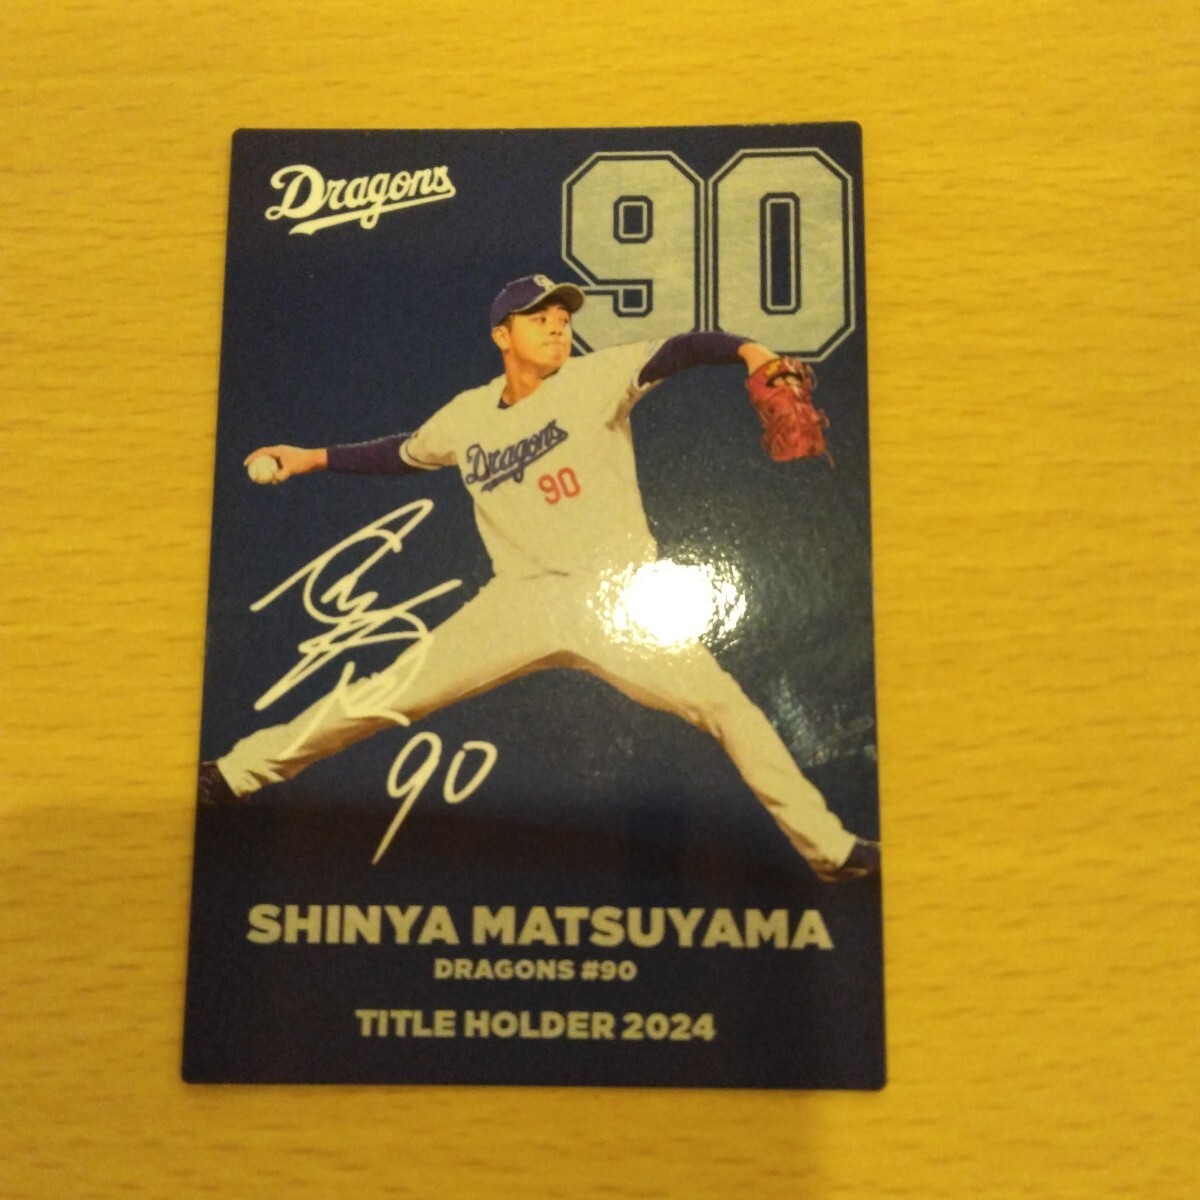 Dragons
90
Dragons
90
90
SHINYA MATSUYAMA
DRAGONS #90
TITLE HOLDER 2024